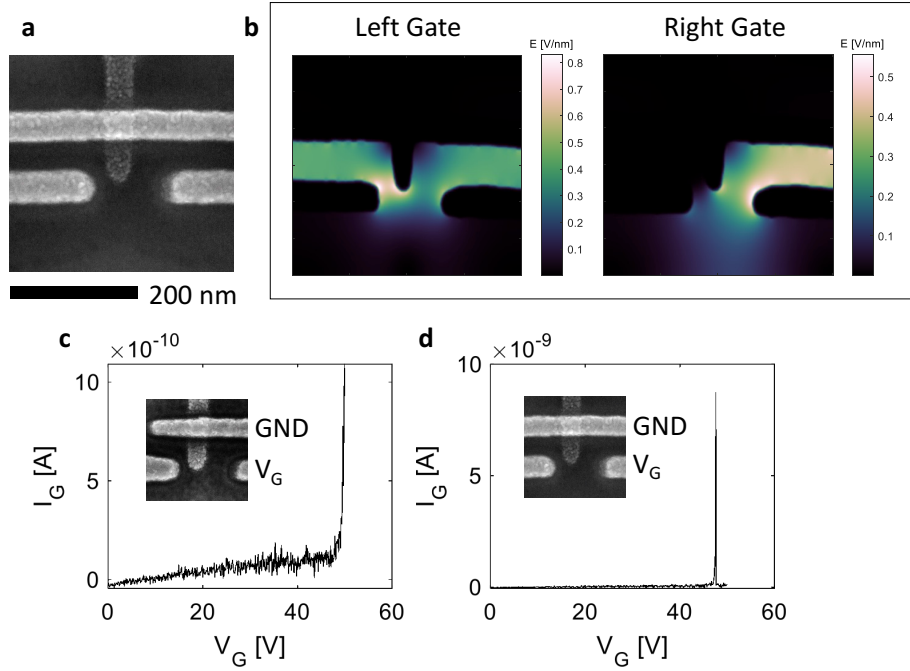 a
200 nm
b
Left Gate
Right Gate
E [V/nm]
0.8
0.7
0.6
0.5
0.4
0.3
0.2
0.1
E [V/nm]
0.5
0.4
0.3
0.2
0.1
c
×10-10
10
5
0
0 20 40 60
I_G [A]
V_G [V]
GND
V_G
d
×10-9
10
5
0
0 20 40 60
I_G [A]
V_G [V]
GND
V_G